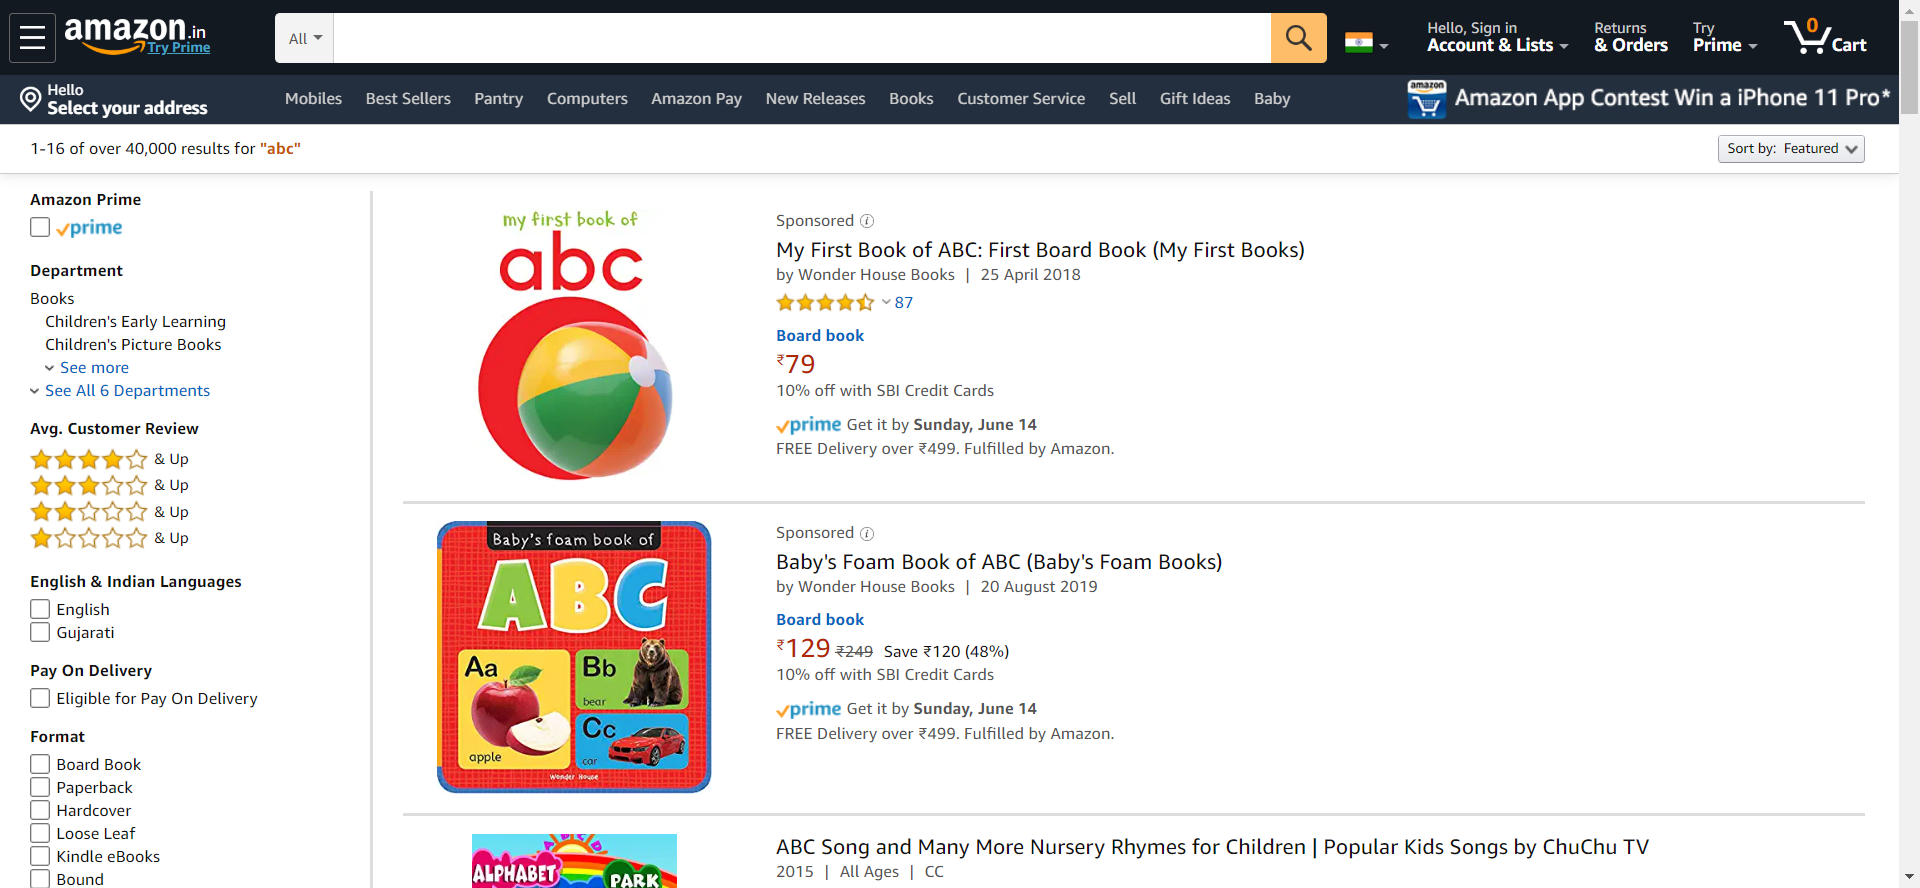 amazon.in
Try Prime
All
Hello, Sign in
Account & Lists
Returns
& Orders
Try
Prime
0
Cart
Hello
Select your address
Mobiles
Best Sellers
Pantry
Computers
Amazon Pay
New Releases
Books
Customer Service
Sell
Gift Ideas
Baby
amazon
Amazon App Contest Win a iPhone 11 Pro*
1-16 of over 40,000 results for "abc"
Sort by: Featured
Amazon Prime
prime
Department
Books
Children's Early Learning
Children's Picture Books
See more
See All 6 Departments
Avg. Customer Review
& Up
& Up
& Up
& Up
English & Indian Languages
English
Gujarati
Pay On Delivery
Eligible for Pay On Delivery
Format
Board Book
Paperback
Hardcover
Loose Leaf
Kindle eBooks
Bound
my first book of
abc
Sponsored
My First Book of ABC: First Board Book (My First Books)
by Wonder House Books | 25 April 2018
87
Board book
₹79
10% off with SBI Credit Cards
prime Get it by Sunday, June 14
FREE Delivery over ₹499. Fulfilled by Amazon.
Baby's foam book of
ABC
Aa
apple
Bb
bear
Cc
car
Wonder House
Sponsored
Baby's Foam Book of ABC (Baby's Foam Books)
by Wonder House Books | 20 August 2019
Board book
₹129 ₹249 Save ₹120 (48%)
10% off with SBI Credit Cards
prime Get it by Sunday, June 14
FREE Delivery over ₹499. Fulfilled by Amazon.
ALPHABET
PARK
ABC Song and Many More Nursery Rhymes for Children | Popular Kids Songs by ChuChu TV
2015 | All Ages | CC